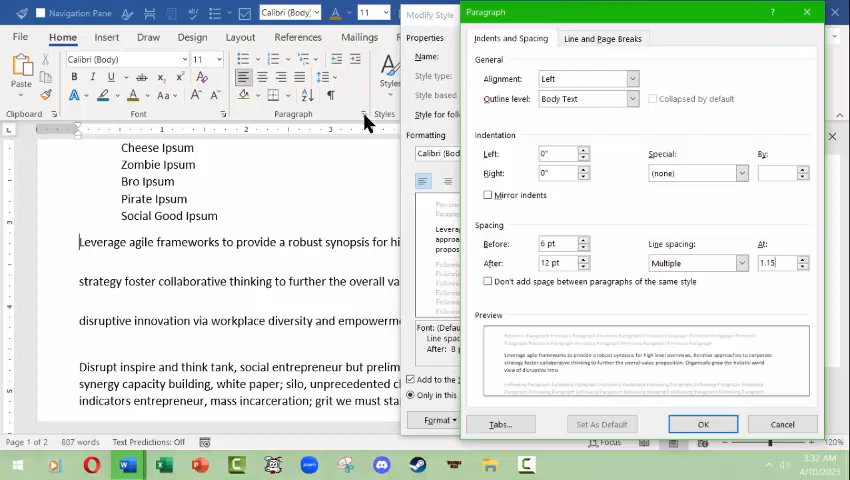 Navigation Pane
Calibri (Body)
11
File
Home
Insert
Draw
Design
Layout
References
Mailings
Paste
Calibri (Body)
11
Styles
Clipboard
Font
Paragraph
Styles
Cheese Ipsum
Zombie Ipsum
Bro Ipsum
Pirate Ipsum
Social Good Ipsum
Leverage agile frameworks to provide a robust synopsis for hi
strategy foster collaborative thinking to further the overall va
disruptive innovation via workplace diversity and empowerme
Disrupt inspire and think tank, social entrepreneur but prelim
synergy capacity building, white paper; silo, unprecedented c
indicators entrepreneur, mass incarceration; grit we must sta
Page 1 of 2
807 words
Text Predictions: Off
Focus
120%
Modify Style
Properties
Name:
Style type:
Style based
Style for follo
Formatting
Calibri (Bod
Font: (Defau
Line spa
After: 8 p
Add to the
Only in this
Format
Paragraph
?
Indents and Spacing
Line and Page Breaks
General
Alignment:
Left
Outline level:
Body Text
Collapsed by default
Indentation
Left:
0"
Special:
By:
Right:
0"
(none)
Mirror indents
Spacing
Before:
6 pt
Line spacing:
At:
After:
12 pt
Multiple
1.15
Don't add space between paragraphs of the same style
Preview
Leverage agile frameworks to provide a robust synopsis for high level overviews. Iterative approaches to corporate
strategy foster collaborative thinking to further the overall value proposition. Organically grow the holistic world
view of disruptive inno
Tabs...
Set As Default
OK
Cancel
3:32 AM
4/10/2023